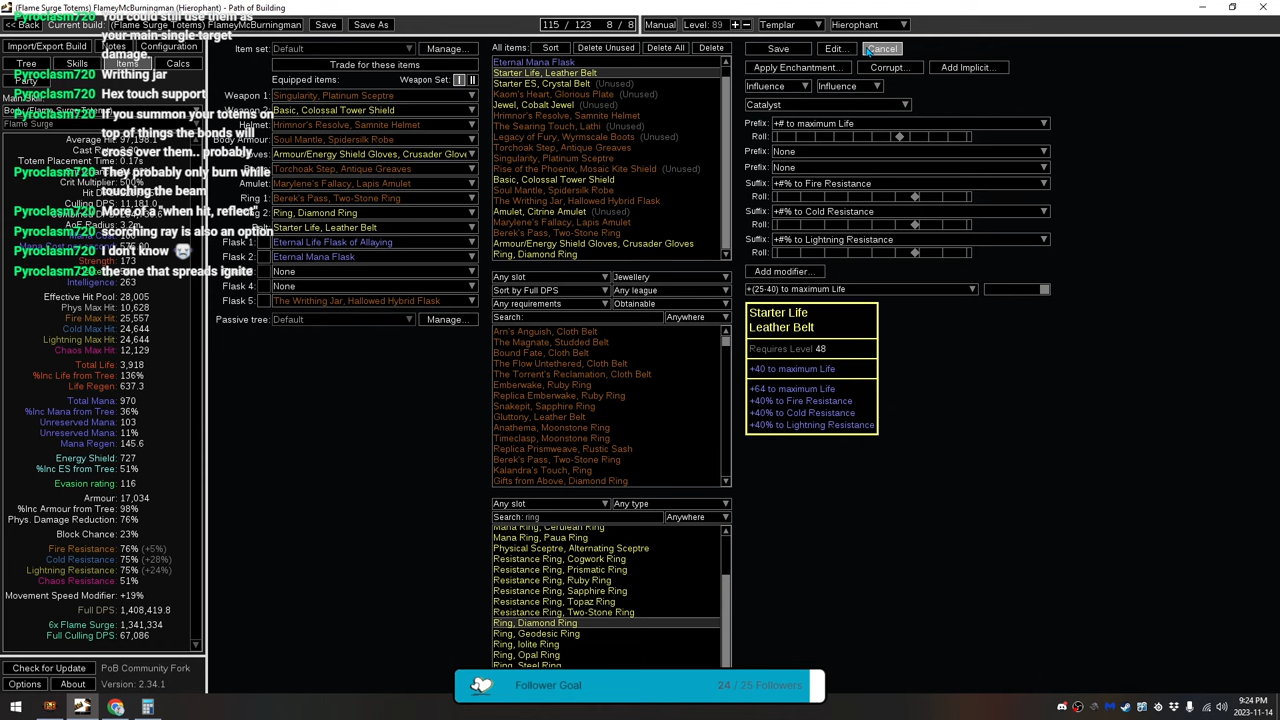 (Flame Surge Totems) FlameyMcBurningman (Hierophant) - Path of Building
<< Back
Current build:
(Flame Surge Totems) FlameyMcBurningman
Save
Save As
115 / 123 8 / 8
Manual
Level: 89
Templar
Hierophant
Pyroclasm720 You could still use them as
your main single target
damage
Pyroclasm720 Writhing jar
Pyroclasm720 Hex touch support
Pyroclasm720 If you summon your totems on
top of things the bonds will
cross over them.. probably
Pyroclasm720 They probably only burn while
touching the beam
Pyroclasm720 More of a "when hit, reflect"
Pyroclasm720 scorching ray is also an option
Pyroclasm720 I dunt know
Pyroclasm720 the one that spreads ignite
Import/Export Build
Notes
Configuration
Tree
Skills
Items
Calcs
Party
Flame Surge
Average Hit: 97,198.1
Totem Placement Time: 0.17s
Crit Multiplier: 500%
Culling DPS: 11,181.0
Strength: 173
Intelligence: 263
Effective Hit Pool: 28,005
Phys Max Hit: 10,628
Fire Max Hit: 25,557
Cold Max Hit: 24,644
Lightning Max Hit: 24,644
Chaos Max Hit: 12,129
Total Life: 3,918
%Inc Life from Tree: 136%
Life Regen: 637.3
Total Mana: 970
%Inc Mana from Tree: 36%
Unreserved Mana: 103
Unreserved Mana: 11%
Mana Regen: 145.6
Energy Shield: 727
%Inc ES from Tree: 51%
Evasion rating: 116
Armour: 17,034
%Inc Armour from Tree: 98%
Phys. Damage Reduction: 76%
Block Chance: 23%
Fire Resistance: 76% (+5%)
Cold Resistance: 75% (+28%)
Lightning Resistance: 75% (+24%)
Chaos Resistance: 51%
Movement Speed Modifier: +19%
Full DPS: 1,408,419.8
6x Flame Surge: 1,341,334
Full Culling DPS: 67,086
Check for Update
PoB Community Fork
Options
About
Version: 2.34.1
Item set:
Default
Manage...
Trade for these items
Equipped items:
Weapon Set:
I
II
Weapon 1:
Singularity, Platinum Sceptre
Basic, Colossal Tower Shield
Helmet:
Hrimnor's Resolve, Samnite Helmet
Body Armour:
Soul Mantle, Spidersilk Robe
Armour/Energy Shield Gloves, Crusader Glove
Torchoak Step, Antique Greaves
Amulet:
Marylene's Fallacy, Lapis Amulet
Ring 1:
Berek's Pass, Two-Stone Ring
Ring, Diamond Ring
Starter Life, Leather Belt
Flask 1:
Eternal Life Flask of Allaying
Flask 2:
Eternal Mana Flask
None
Flask 4:
None
Flask 5:
The Writhing Jar, Hallowed Hybrid Flask
Passive tree:
Default
Manage...
All items:
Sort
Delete Unused
Delete All
Delete
Eternal Mana Flask
Starter Life, Leather Belt
Starter ES, Crystal Belt (Unused)
Kaom's Heart, Glorious Plate (Unused)
Jewel, Cobalt Jewel (Unused)
Hrimnor's Resolve, Samnite Helmet
The Searing Touch, Lathi (Unused)
Legacy of Fury, Wyrmscale Boots (Unused)
Torchoak Step, Antique Greaves
Singularity, Platinum Sceptre
Rise of the Phoenix, Mosaic Kite Shield (Unused)
Basic, Colossal Tower Shield
Soul Mantle, Spidersilk Robe
The Writhing Jar, Hallowed Hybrid Flask
Amulet, Citrine Amulet (Unused)
Marylene's Fallacy, Lapis Amulet
Berek's Pass, Two-Stone Ring
Armour/Energy Shield Gloves, Crusader Gloves
Ring, Diamond Ring
Any slot
Jewellery
Sort by Full DPS
Any league
Any requirements
Obtainable
Search:
Anywhere
Arn's Anguish, Cloth Belt
The Magnate, Studded Belt
Bound Fate, Cloth Belt
The Flow Untethered, Cloth Belt
The Torrent's Reclamation, Cloth Belt
Emberwake, Ruby Ring
Replica Emberwake, Ruby Ring
Snakepit, Sapphire Ring
Gluttony, Leather Belt
Anathema, Moonstone Ring
Timeclasp, Moonstone Ring
Replica Prismweave, Rustic Sash
Berek's Pass, Two-Stone Ring
Kalandra's Touch, Ring
Gifts from Above, Diamond Ring
Any slot
Any type
Search: ring
Anywhere
Mana Ring, Cerulean Ring
Mana Ring, Paua Ring
Physical Sceptre, Alternating Sceptre
Resistance Ring, Cogwork Ring
Resistance Ring, Prismatic Ring
Resistance Ring, Ruby Ring
Resistance Ring, Sapphire Ring
Resistance Ring, Topaz Ring
Resistance Ring, Two-Stone Ring
Ring, Diamond Ring
Ring, Geodesic Ring
Ring, Iolite Ring
Ring, Opal Ring
Ring, Steel Ring
Save
Edit...
Cancel
Apply Enchantment...
Corrupt...
Add Implicit...
Influence
Influence
Catalyst
Prefix:
+# to maximum Life
Roll:
Prefix:
None
Prefix:
None
Suffix:
+#% to Fire Resistance
Roll:
Suffix:
+#% to Cold Resistance
Roll:
Suffix:
+#% to Lightning Resistance
Roll:
Add modifier...
+(25-40) to maximum Life
Starter Life
Leather Belt
Requires Level 48
+40 to maximum Life
+64 to maximum Life
+40% to Fire Resistance
+40% to Cold Resistance
+40% to Lightning Resistance
Follower Goal
24 / 25 Followers
9:24 PM
2023-11-14